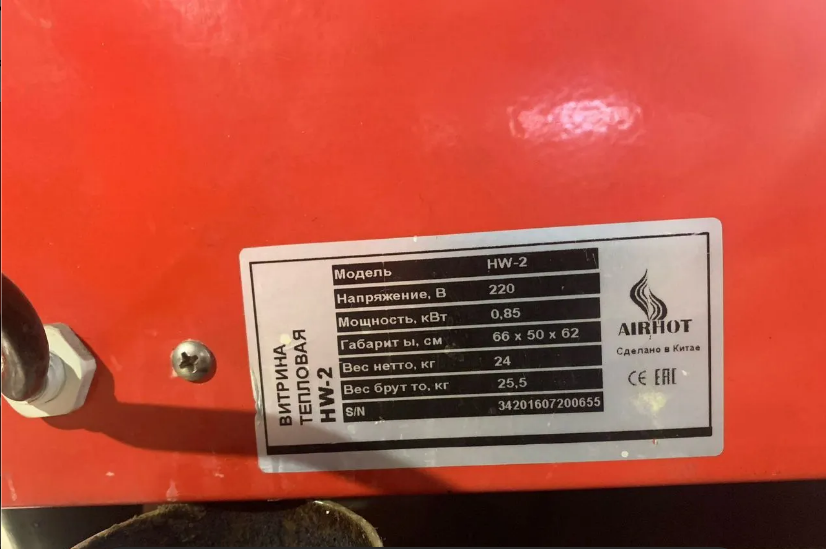 ВИТРИНА
ТЕПЛОВАЯ
HW-2
Модель HW-2
Напряжение, В 220
Мощность, кВт 0,85
Габарит ы, см 66 x 50 x 62
Вес нетто, кг 24
Вес брут то, кг 25,5
S/N 34201607200655
AIRHOT
Сделано в Китае
CE EAC